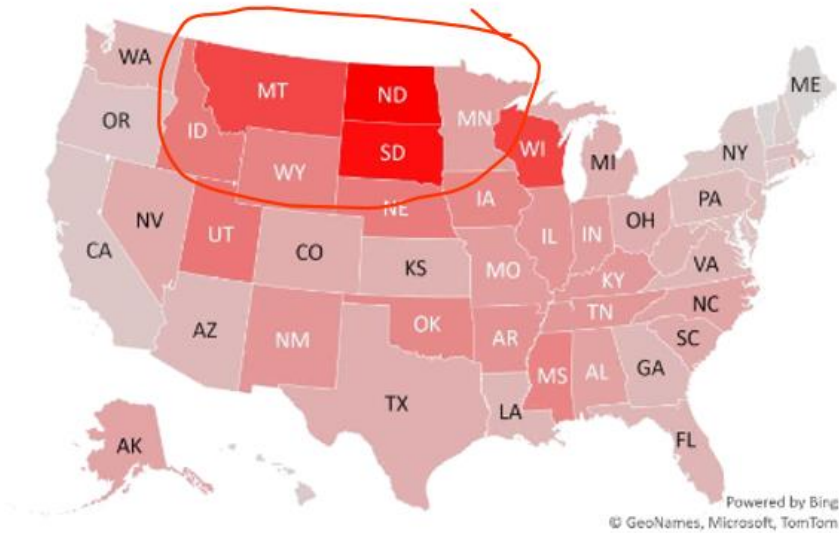 WA
MT
ND
ME
OR
ID
MN
SD
WI
MI
NY
WY
IA
PA
NE
NV
UT
IL
IN
OH
CA
CO
KS
MO
VA
KY
NC
TN
AZ
NM
OK
AR
SC
MS
AL
GA
TX
LA
AK
FL
Powered by Bing
© GeoNames, Microsoft, TomTom